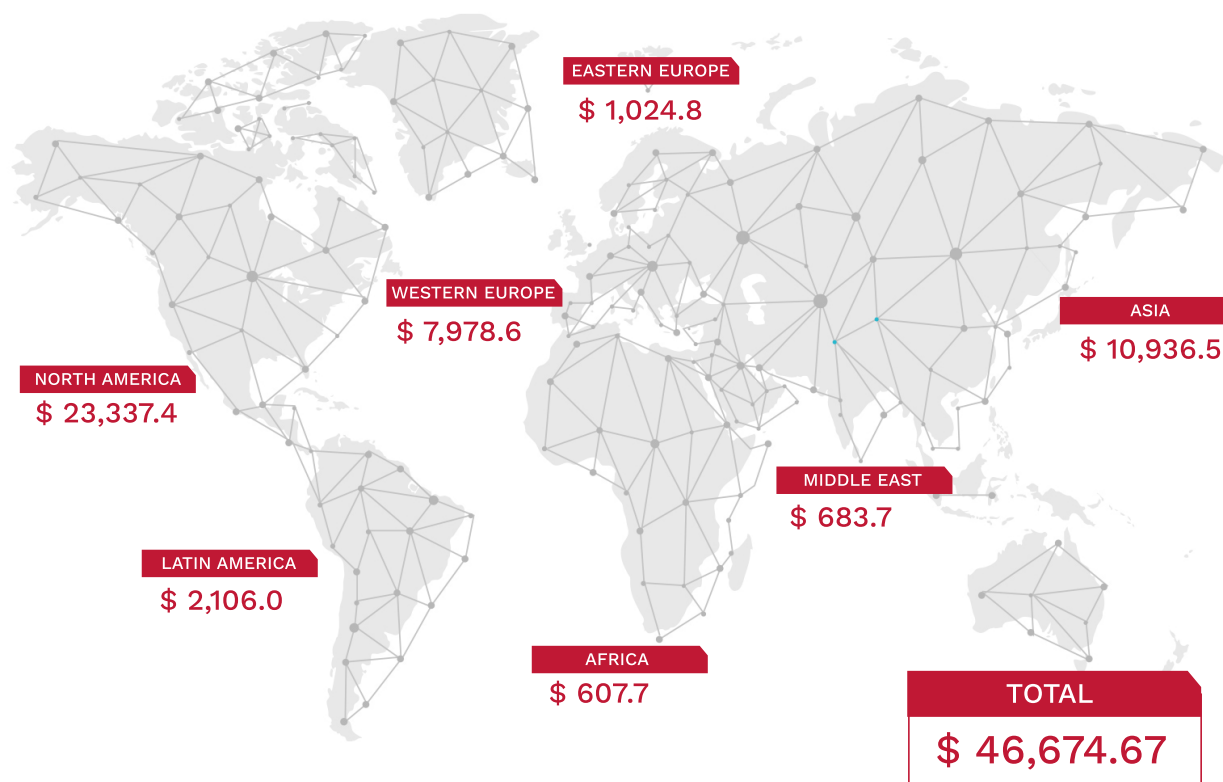 EASTERN EUROPE
$ 1,024.8
WESTERN EUROPE
$ 7,978.6
ASIA
$ 10,936.5
NORTH AMERICA
$ 23,337.4
MIDDLE EAST
$ 683.7
LATIN AMERICA
$ 2,106.0
AFRICA
$ 607.7
TOTAL
$ 46,674.67